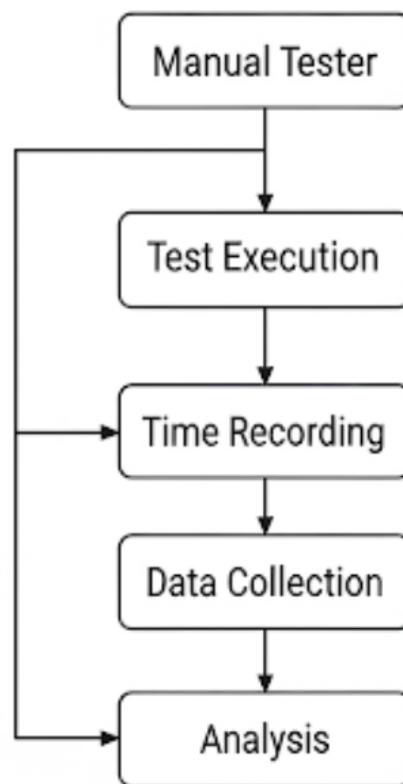 Manual Tester
Test Execution
Time Recording
Data Collection
Analysis